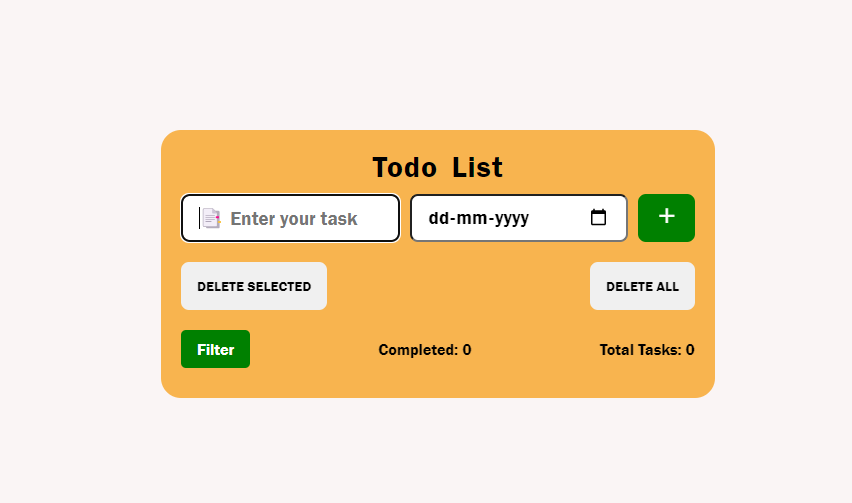 Todo List
📑 Enter your task dd-mm-yyyy +
DELETE SELECTED DELETE ALL
Filter Completed: 0 Total Tasks: 0